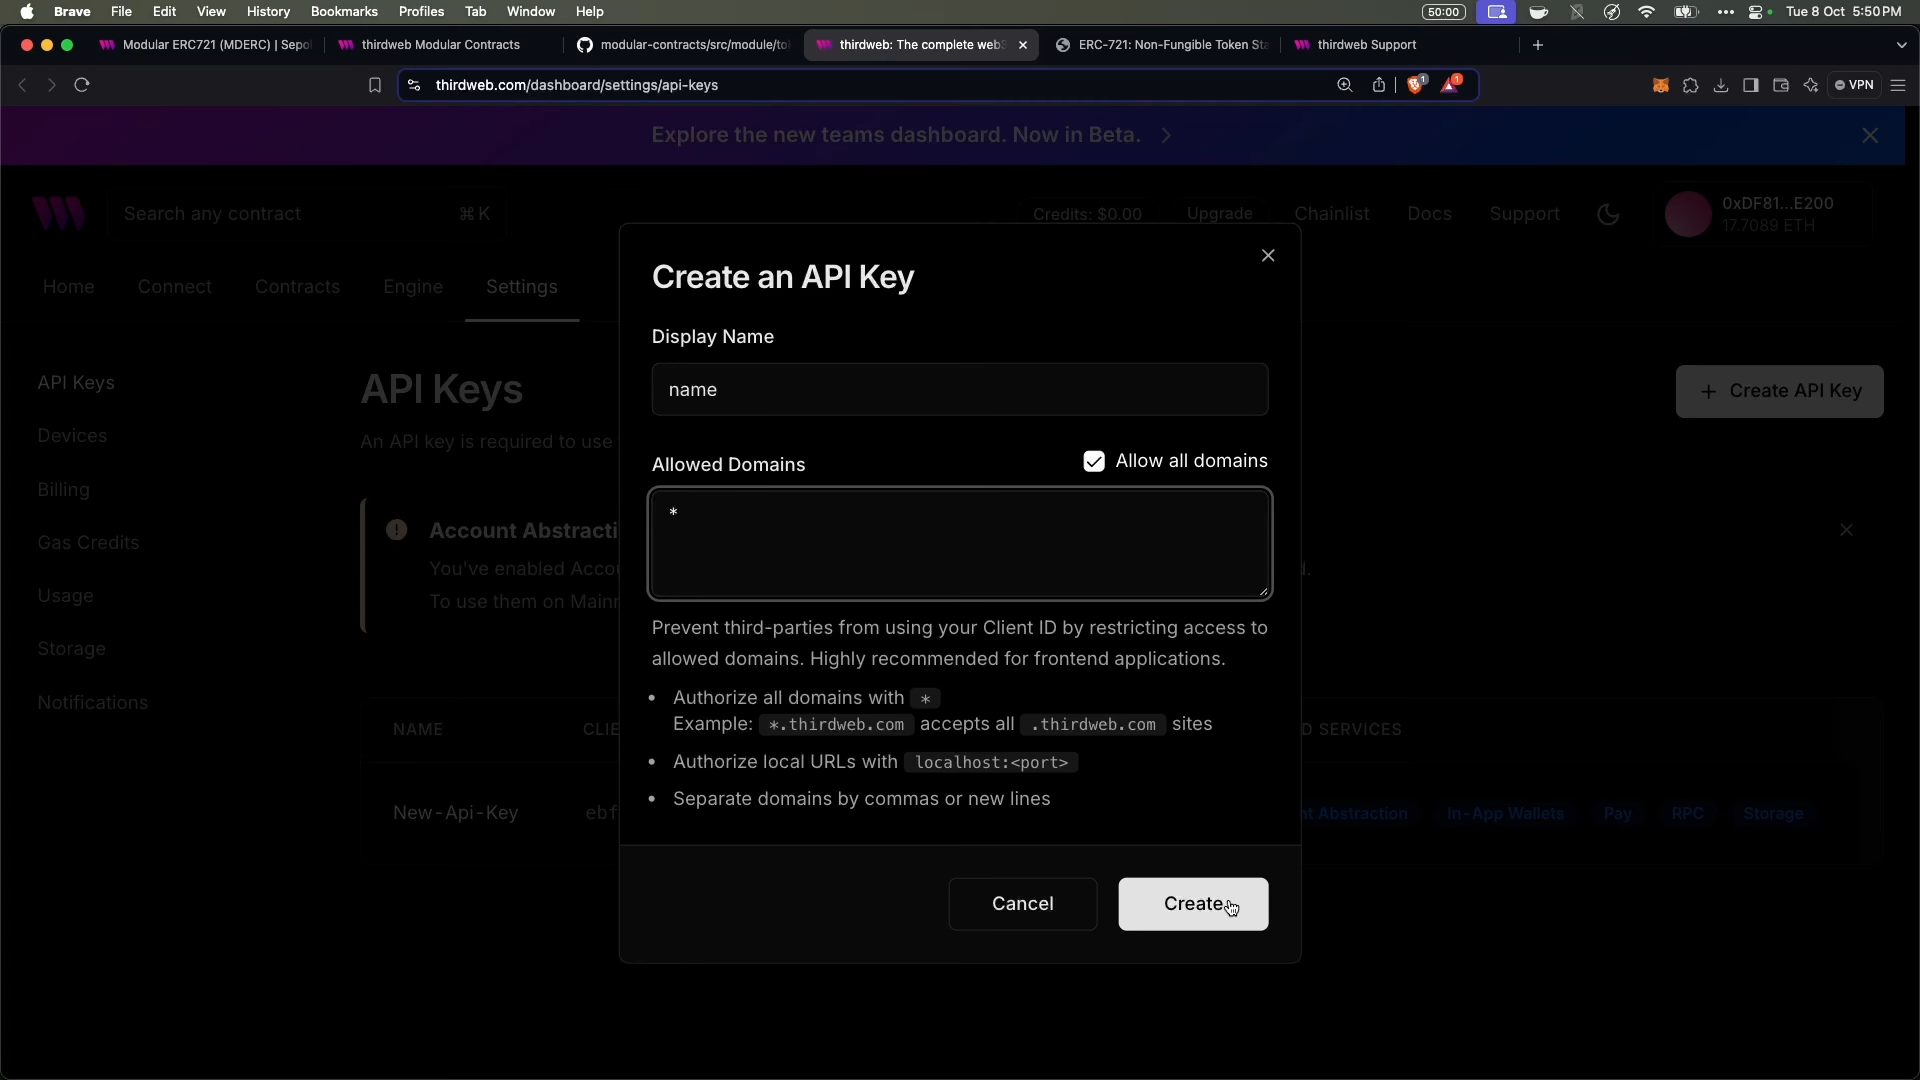 Brave File Edit View History Bookmarks Profiles Tab Window Help 50:00 Tue 8 Oct 5:50 PM
Modular ERC721 (MDERC) | Sepol thirdweb Modular Contracts modular-contracts/src/module/to thirdweb: The complete web3 ERC-721: Non-Fungible Token Sta thirdweb Support
thirdweb.com/dashboard/settings/api-keys 1 1 VPN
Explore the new teams dashboard. Now in Beta.
Search any contract ⌘ K Credits: $0.00 Upgrade Chainlist Docs Support 0xDF81...E200
17.7089 ETH
Home Connect Contracts Engine Settings
API Keys
Devices
Billing
Gas Credits
Usage
Storage
Notifications
API Keys
+ Create API Key
An API key is required to use
Account Abstracti
You've enabled Accou
To use them on Mainn
NAME CLIE D SERVICES
New-Api-Key ebf nt Abstraction In-App Wallets Pay RPC Storage
Create an API Key
Display Name
name
Allowed Domains Allow all domains
*
Prevent third-parties from using your Client ID by restricting access to
allowed domains. Highly recommended for frontend applications.
• Authorize all domains with *
Example: *.thirdweb.com accepts all .thirdweb.com sites
• Authorize local URLs with localhost:<port>
• Separate domains by commas or new lines
Cancel Create